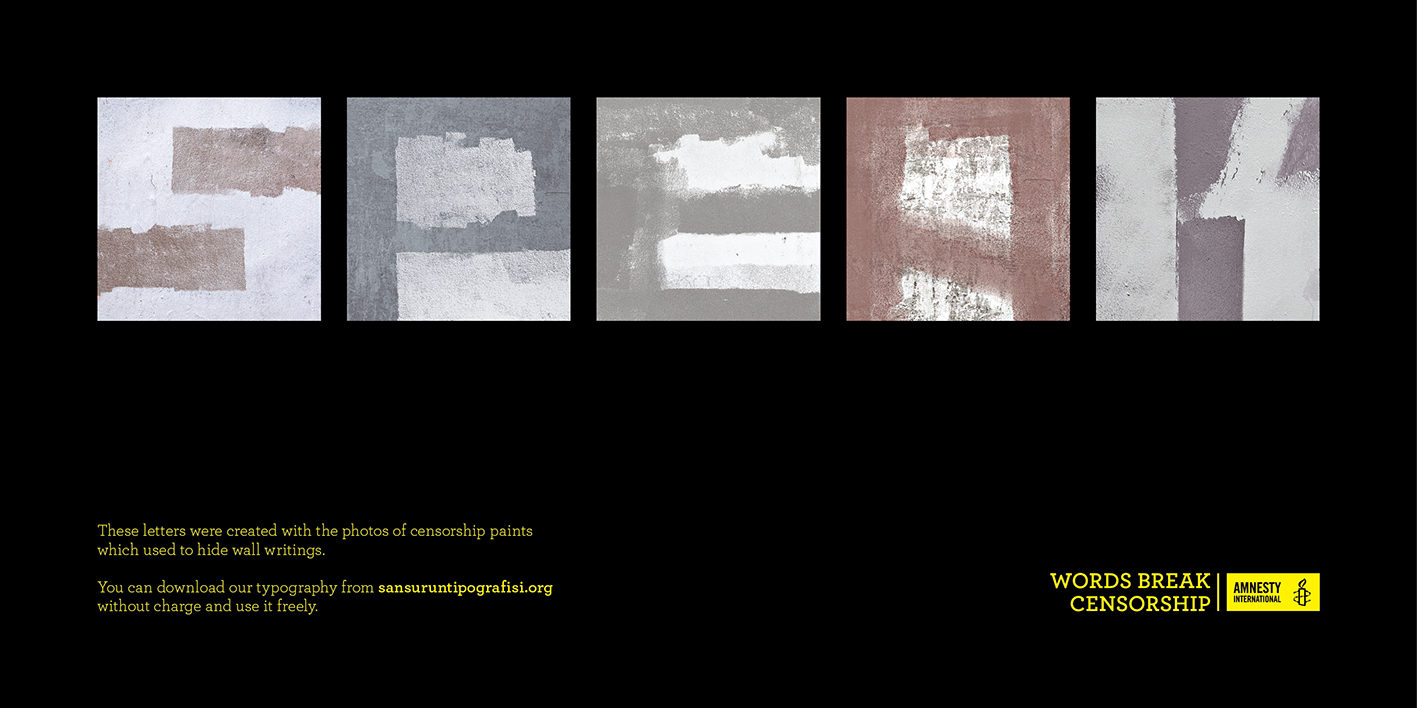 SPEAK
These letters were created with the photos of censorship paints
which used to hide wall writings.
You can download our typography from sansuruntipografisi.org
without charge and use it freely.
WORDS BREAK
CENSORSHIP
AMNESTY
INTERNATIONAL